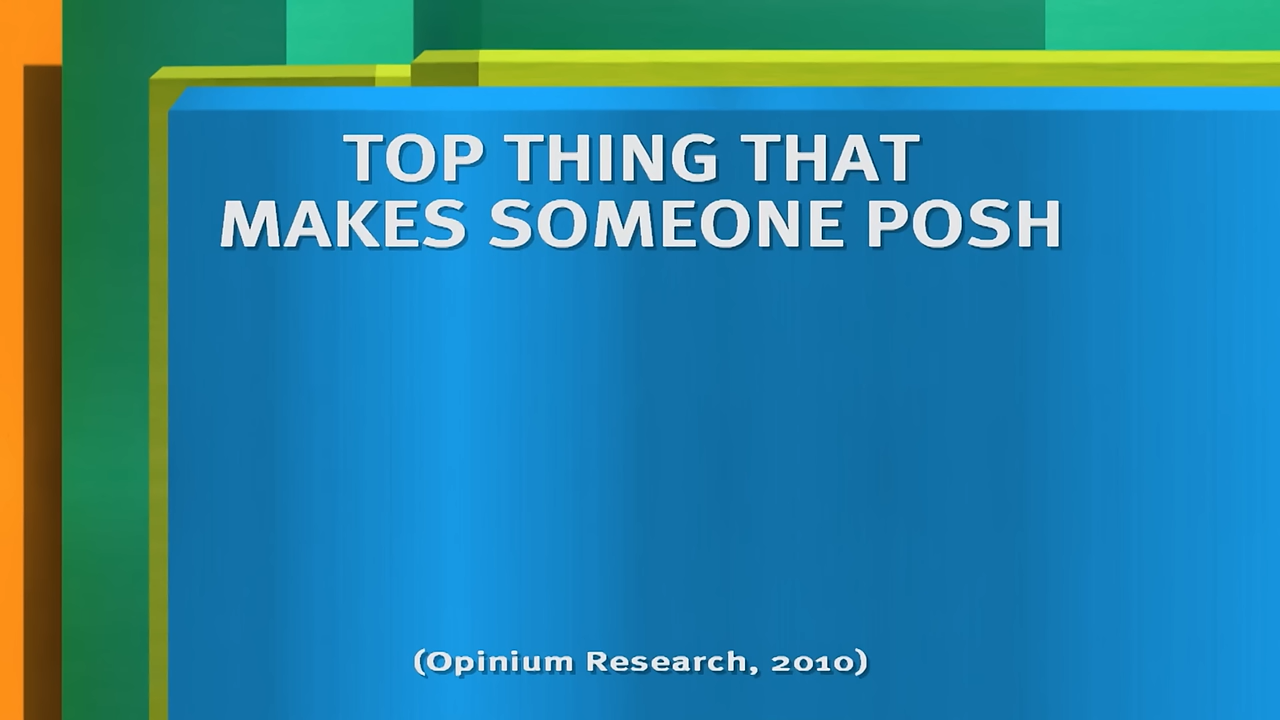 TOP THING THAT
MAKES SOMEONE POSH
(Opinium Research, 2010)